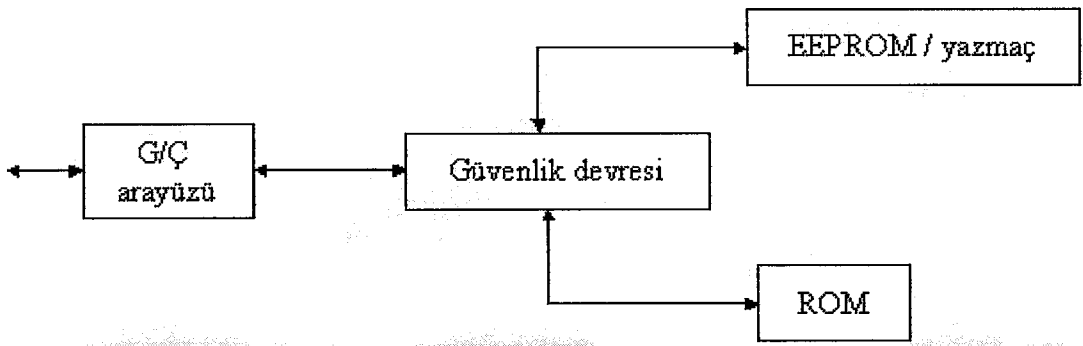 EEPROM / yazmaç
G/Ç
arayüzü
Güvenlik devresi
ROM